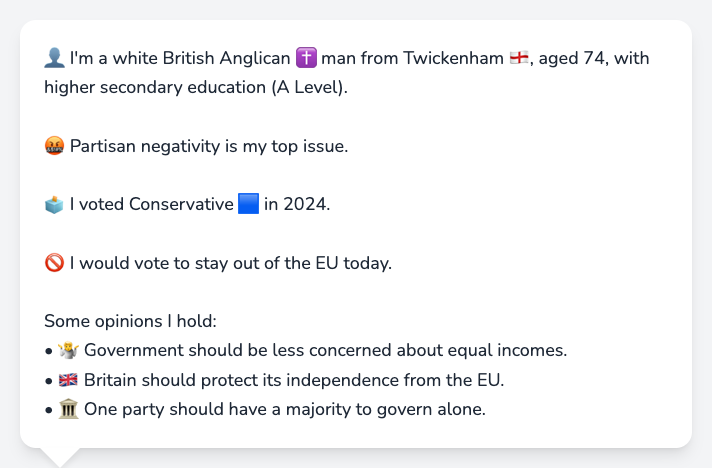 👤 I'm a white British Anglican ✝️ man from Twickenham 🏴󠁧󠁢󠁥󠁮󠁧󠁿, aged 74, with
higher secondary education (A Level).
🤬 Partisan negativity is my top issue.
🗳️ I voted Conservative 🟦 in 2024.
🚫 I would vote to stay out of the EU today.
Some opinions I hold:
• 🤷 Government should be less concerned about equal incomes.
• 🇬🇧 Britain should protect its independence from the EU.
• 🏛️ One party should have a majority to govern alone.